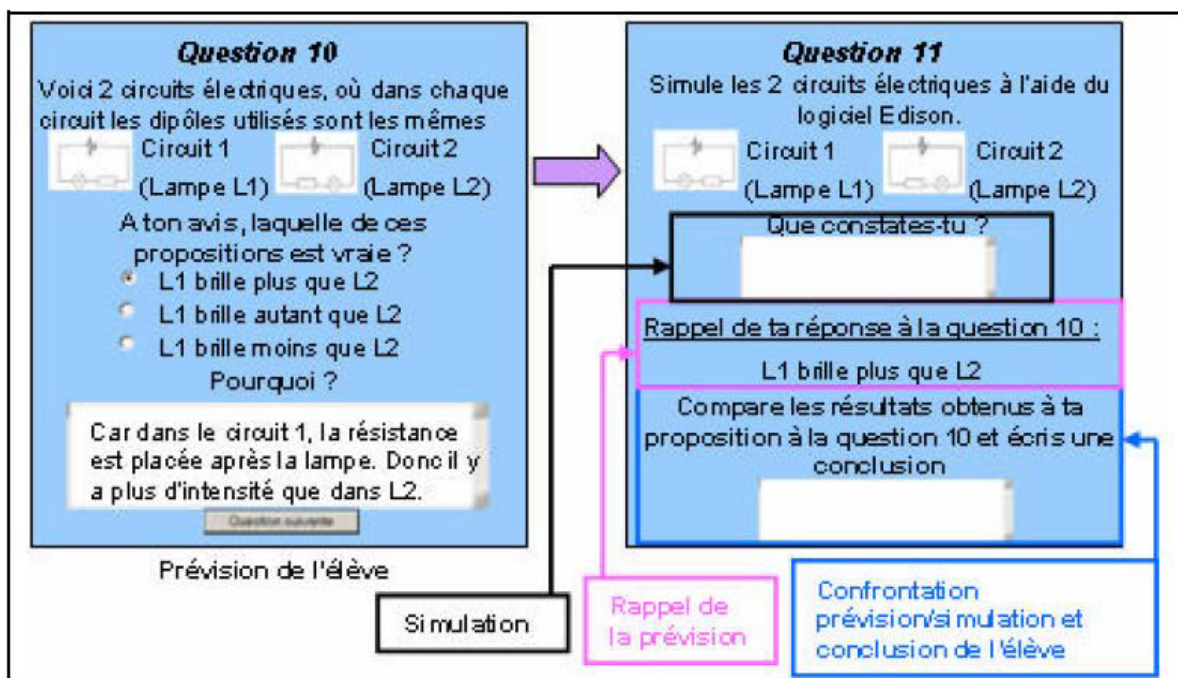 Question 10
Voici 2 circuits électriques, où dans chaque
circuit les dipôles utilisés sont les mêmes
Circuit 1
(Lampe L1)
Circuit 2
(Lampe L2)
A ton avis, laquelle de ces
propositions est vraie ?
L1 brille plus que L2
L1 brille autant que L2
L1 brille moins que L2
Pourquoi ?
Car dans le circuit 1, la résistance
est placée après la lampe. Donc il y
a plus d'intensité que dans L2.
Question suivante
Prévision de l'élève
Question 11
Simule les 2 circuits électriques à l'aide du
logiciel Edison.
Circuit 1
(Lampe L1)
Circuit 2
(Lampe L2)
Que constates-tu ?
Rappel de ta réponse à la question 10 :
L1 brille plus que L2
Compare les résultats obtenus à ta
proposition à la question 10 et écris une
conclusion
Simulation
Rappel de
la prévision
Confrontation
prévision/simulation et
conclusion de l'élève